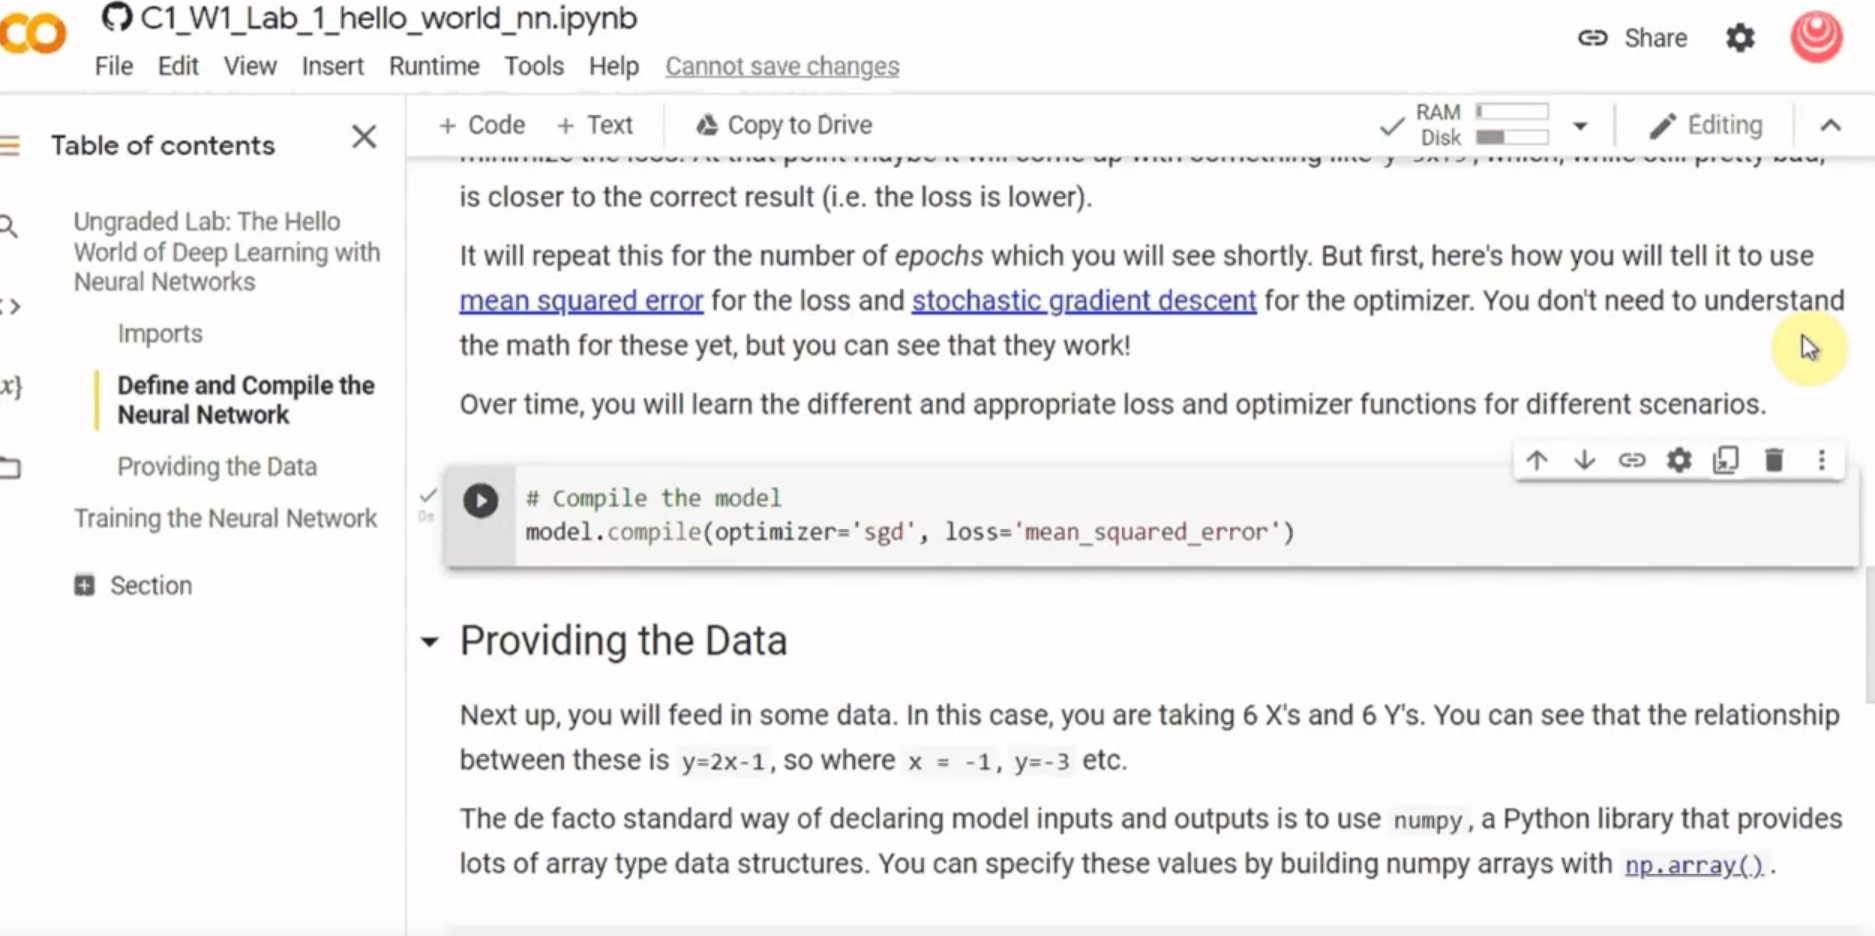 C1_W1_Lab_1_hello_world_nn.ipynb
File Edit View Insert Runtime Tools Help Cannot save changes
Share
Table of contents
Ungraded Lab: The Hello
World of Deep Learning with
Neural Networks
Imports
Define and Compile the
Neural Network
Providing the Data
Training the Neural Network
Section
+ Code + Text Copy to Drive
RAM
Disk
Editing
is closer to the correct result (i.e. the loss is lower).
It will repeat this for the number of epochs which you will see shortly. But first, here's how you will tell it to use
mean squared error for the loss and stochastic gradient descent for the optimizer. You don't need to understand
the math for these yet, but you can see that they work!
Over time, you will learn the different and appropriate loss and optimizer functions for different scenarios.
0s
# Compile the model
model.compile(optimizer='sgd', loss='mean_squared_error')
Providing the Data
Next up, you will feed in some data. In this case, you are taking 6 X's and 6 Y's. You can see that the relationship
between these is y=2x-1, so where x = -1, y=-3 etc.
The de facto standard way of declaring model inputs and outputs is to use numpy, a Python library that provides
lots of array type data structures. You can specify these values by building numpy arrays with np.array().